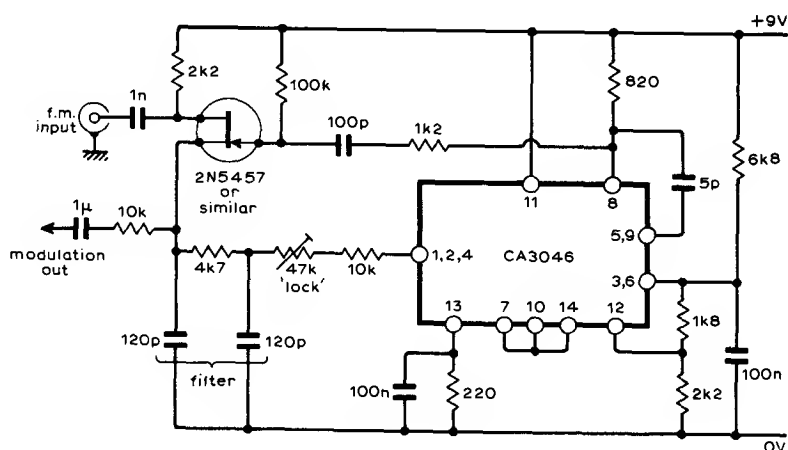 +9V
2k2
1n
f.m.
input
100k
100p
1k2
820
2N5457
or
similar
5p
6k8
11
8
5,9
1μ
10k
modulation
out
4k7
47k
'lock'
10k
1,2,4
CA3046
3,6
13
7
10
14
12
1k8
120p
120p
filter
100n
220
2k2
100n
0V